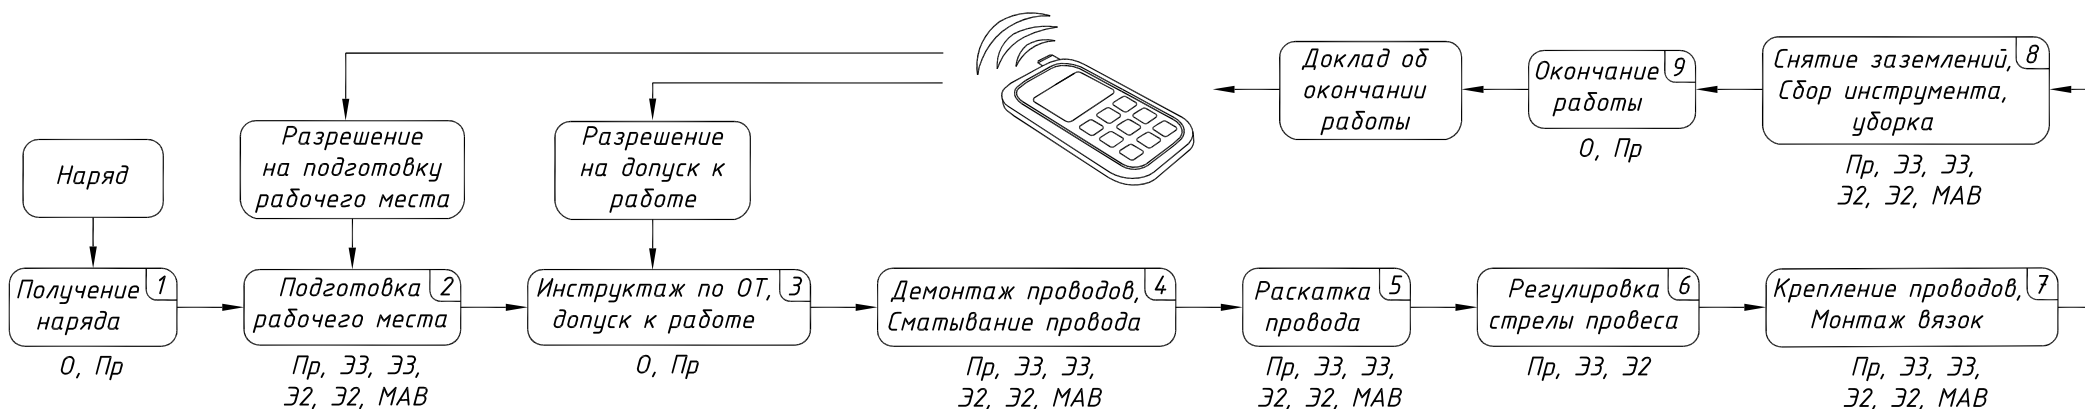 Наряд
Получение 1
наряда
О, Пр
Разрешение
на подготовку
рабочего места
Подготовка 2
рабочего места
Пр, Э3, Э3,
Э2, Э2, МАВ
Разрешение
на допуск к
работе
Инструктаж по ОТ, 3
допуск к работе
О, Пр
Демонтаж проводов, 4
Сматывание провода
Пр, Э3, Э3,
Э2, Э2, МАВ
Раскатка 5
провода
Пр, Э3, Э3,
Э2, Э2, МАВ
Регулировка 6
стрелы провеса
Пр, Э3, Э2
Крепление проводов, 7
Монтаж вязок
Пр, Э3, Э3,
Э2, Э2, МАВ
Снятие заземлений, 8
Сбор инструмента,
уборка
Пр, Э3, Э3,
Э2, Э2, МАВ
Окончание 9
работы
О, Пр
Доклад об
окончании
работы